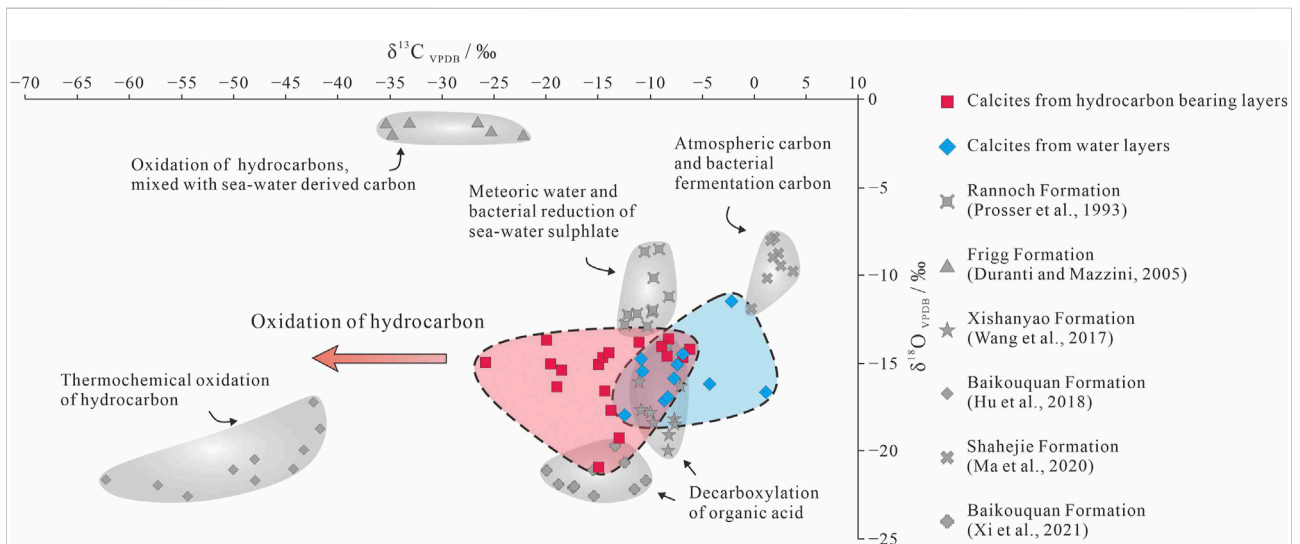 δ¹³C VPDB / ‰
−70 −60 −50 −40 −35 −30 −25 −20 −15 −10 −5 0 5 10
0
−5
−10
−15
−20
−25
δ¹⁸O VPDB / ‰
Oxidation of hydrocarbons,
mixed with sea-water derived carbon
Meteoric water and
bacterial reduction of
sea-water sulphlate
Atmospheric carbon
and bacterial
fermentation carbon
Oxidation of hydrocarbon
Thermochemical oxidation
of hydrocarbon
Decarboxylation
of organic acid
Calcites from hydrocarbon bearing layers
Calcites from water layers
Rannoch Formation
(Prosser et al., 1993)
Frigg Formation
(Duranti and Mazzini, 2005)
Xishanyao Formation
(Wang et al., 2017)
Baikouquan Formation
(Hu et al., 2018)
Shahejie Formation
(Ma et al., 2020)
Baikouquan Formation
(Xi et al., 2021)